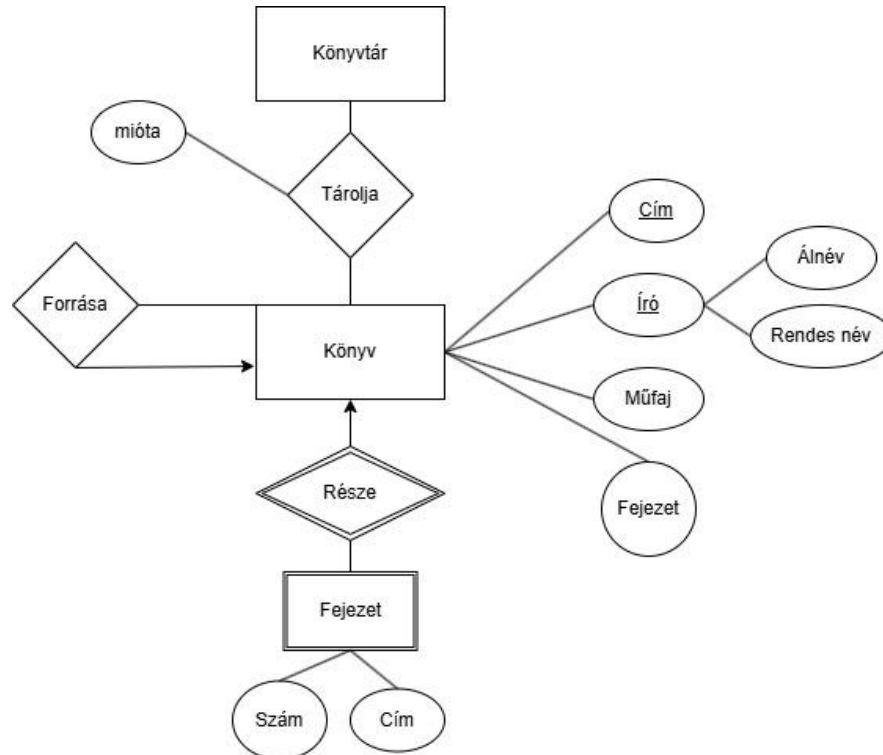 Könyvtár
mióta
Tárolja
Cím
Álnév
Forrása
Író
Könyv
Rendes név
Műfaj
Része
Fejezet
Fejezet
Szám
Cím